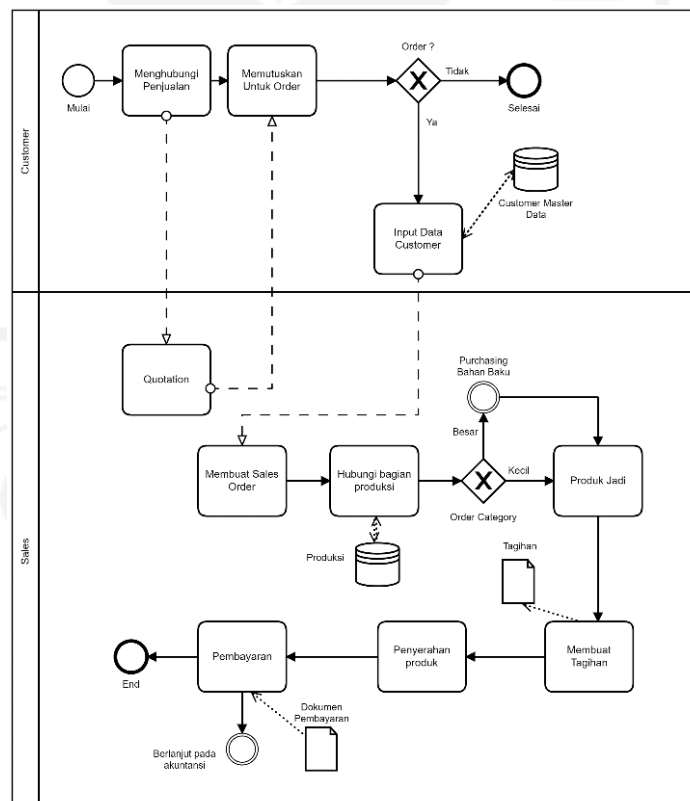 Customer
Mulai
Menghubungi
Penjualan
Memutuskan
Untuk Order
Order ?
X
Tidak
Selesai
Ya
Input Data
Customer
Customer Master
Data
Sales
Quotation
Membuat Sales
Order
Hubungi bagian
produksi
Produksi
Purchasing
Bahan Baku
Besar
X
Kecil
Order Category
Produk Jadi
Tagihan
Membuat
Tagihan
Penyerahan
produk
Pembayaran
End
Dokumen
Pembayaran
Berlanjut pada
akuntansi